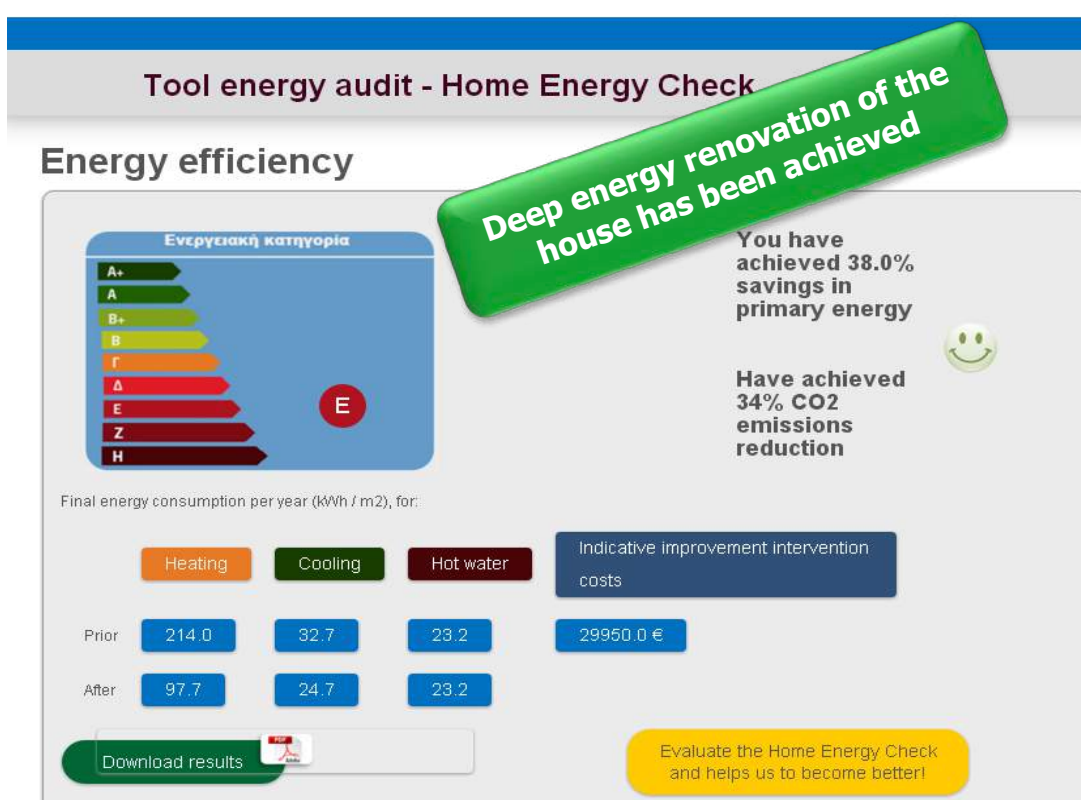 Tool energy audit - Home Energy Check
Deep energy renovation of the
house has been achieved
Energy efficiency
Ενεργειακή κατηγορία
A+
A
B+
B
Γ
Δ
E
Z
H
E
You have
achieved 38.0%
savings in
primary energy
Have achieved
34% CO2
emissions
reduction
Final energy consumption per year (kWh / m2), for:
Heating Cooling Hot water Indicative improvement intervention
costs
Prior 214.0 32.7 23.2 29950.0 €
After 97.7 24.7 23.2
Download results
PDF
Adobe
Evaluate the Home Energy Check
and helps us to become better!